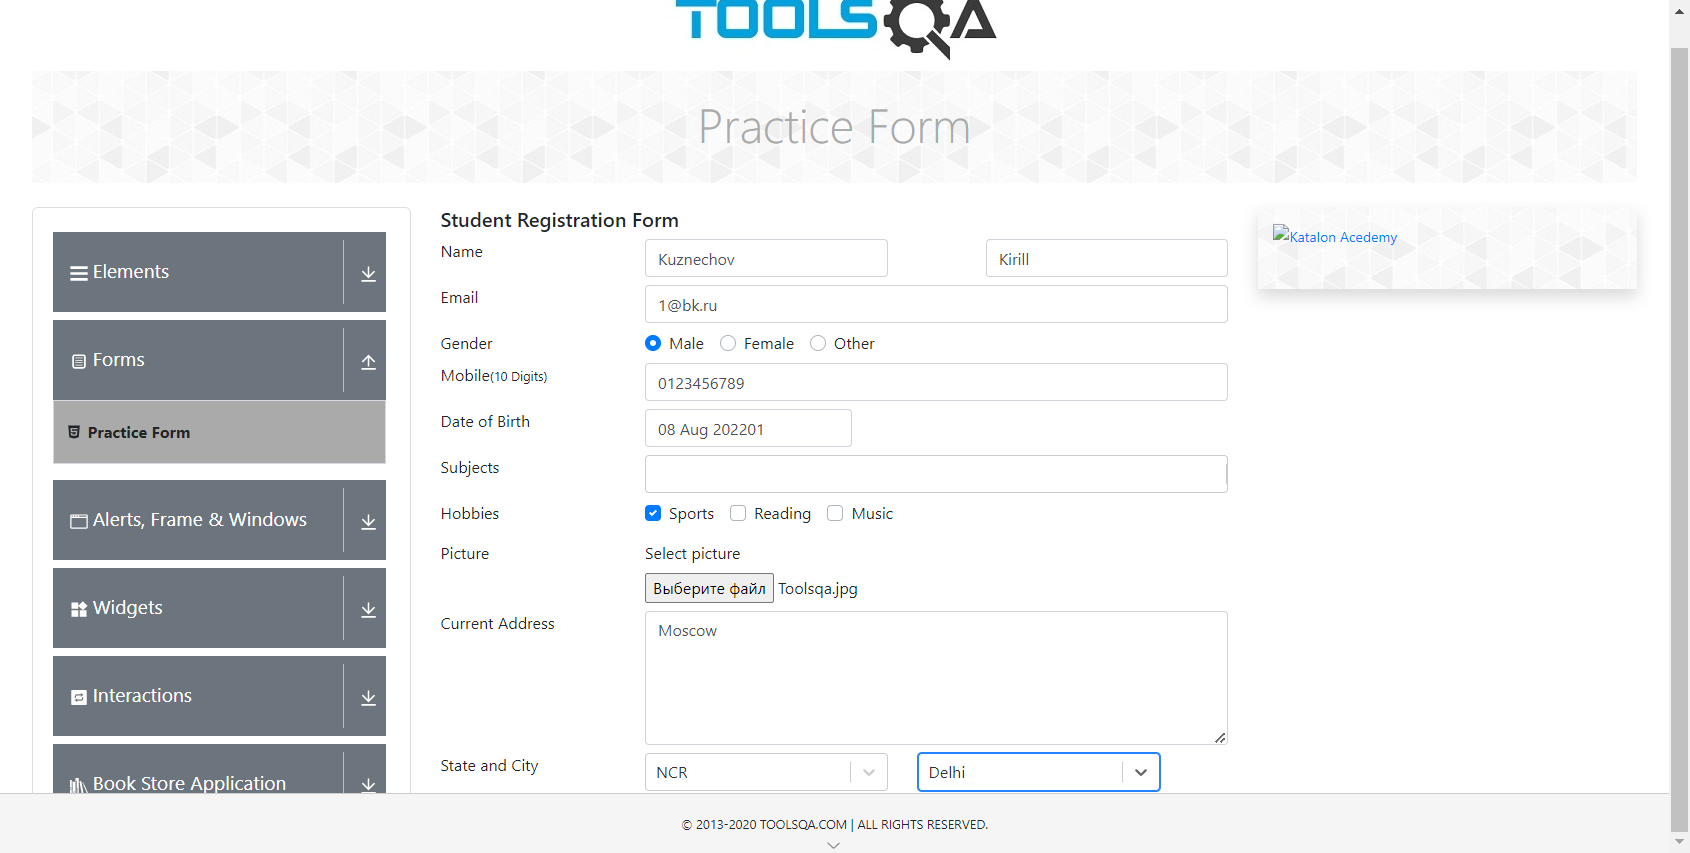 TOOLSQA
Practice Form
Elements
Forms
Practice Form
Alerts, Frame & Windows
Widgets
Interactions
Book Store Application
Student Registration Form
Name Kuznechov Kirill
Email 1@bk.ru
Gender Male Female Other
Mobile(10 Digits) 0123456789
Date of Birth 08 Aug 202201
Subjects
Hobbies Sports Reading Music
Picture Select picture
Выберите файл Toolsqa.jpg
Current Address Moscow
State and City NCR Delhi
Katalon Acedemy
© 2013-2020 TOOLSQA.COM | ALL RIGHTS RESERVED.